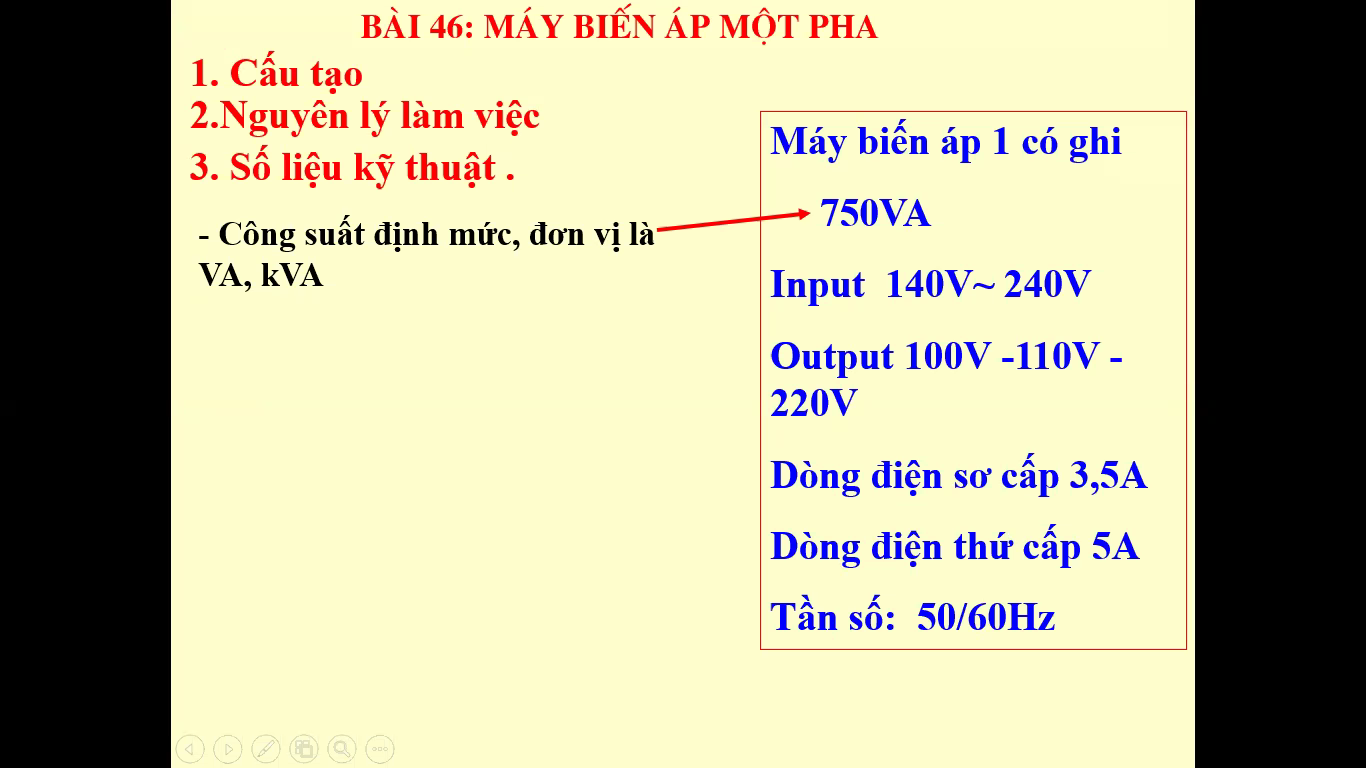 BÀI 46: MÁY BIẾN ÁP MỘT PHA
1. Cấu tạo
2.Nguyên lý làm việc
3. Số liệu kỹ thuật .
- Công suất định mức, đơn vị là
VA, kVA
Máy biến áp 1 có ghi
750VA
Input 140V~ 240V
Output 100V -110V -
220V
Dòng điện sơ cấp 3,5A
Dòng điện thứ cấp 5A
Tần số: 50/60Hz